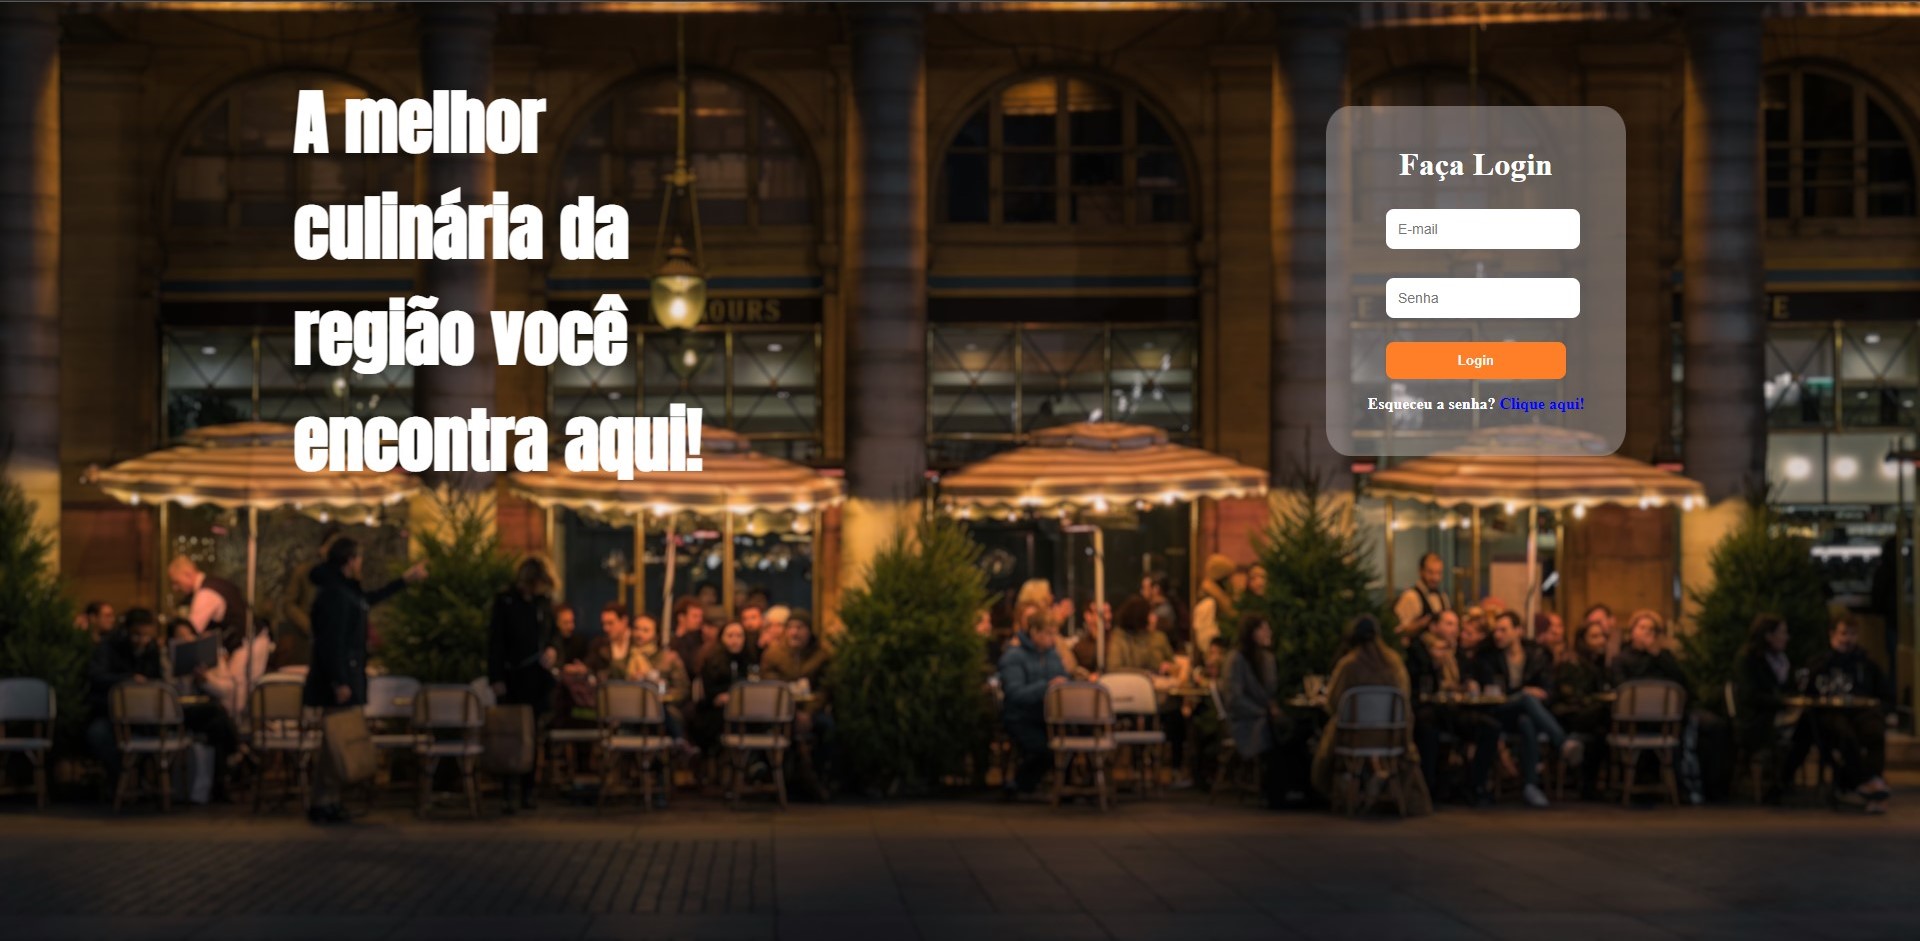 A melhor
culinária da
região você
encontra aqui!
Faça Login
E-mail
Senha
Login
Esqueceu a senha? Clique aqui!